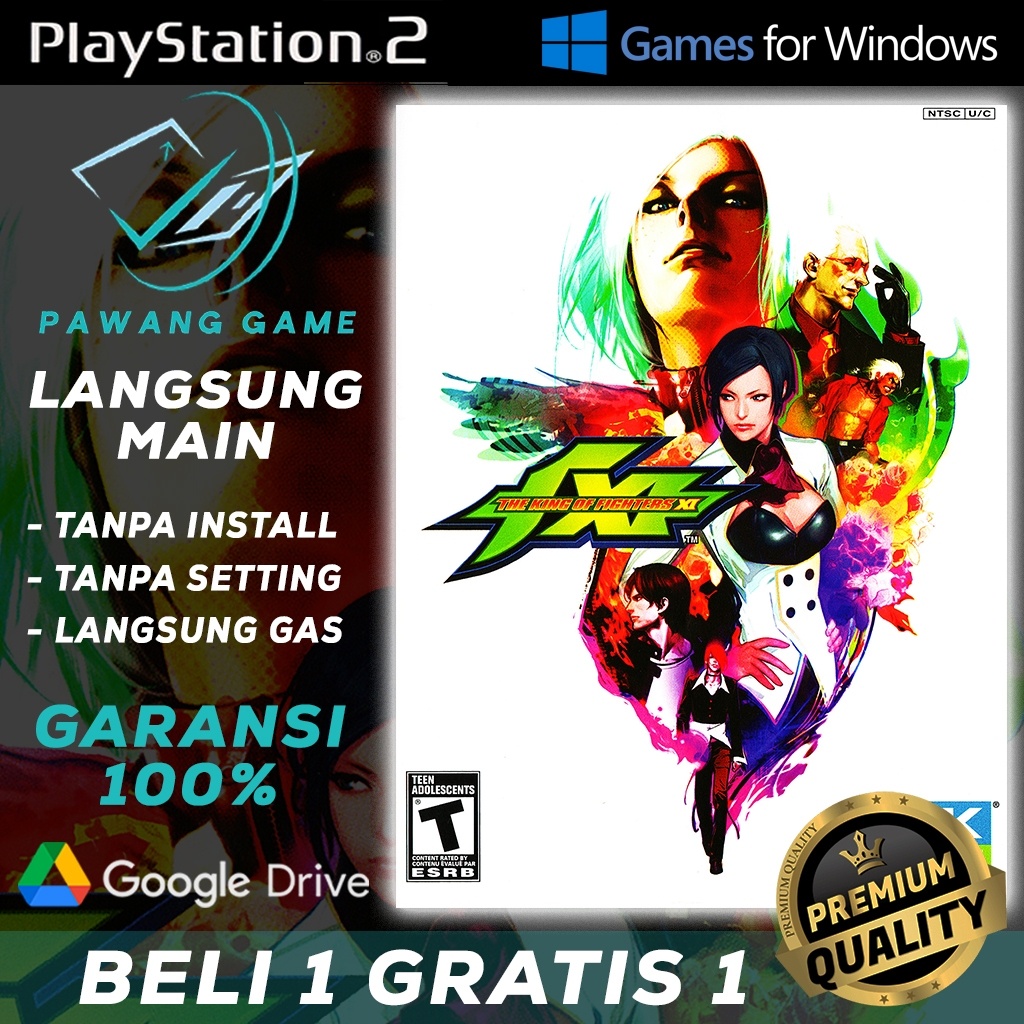 PlayStation®2
Games for Windows
NTSC U/C
PAWANG GAME
LANGSUNG
MAIN
- TANPA INSTALL
- TANPA SETTING
- LANGSUNG GAS
GARANSI
100%
Google Drive
THE KING OF FIGHTERS XI
TM
TEEN
ADOLESCENTS
T
®
CONTENT RATED BY
CONTENU ÉVALUÉ PAR
ESRB
K ®
PREMIUM QUALITY
PREMIUM
QUALITY
BELI 1 GRATIS 1